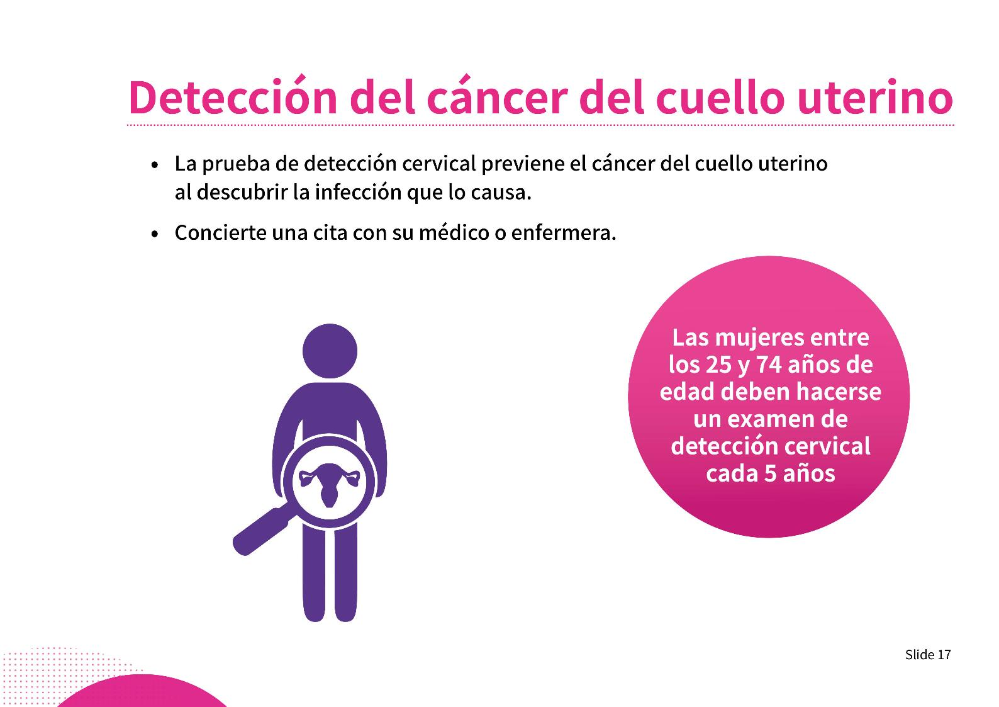 Detección del cáncer del cuello uterino
• La prueba de detección cervical previene el cáncer del cuello uterino
al descubrir la infección que lo causa.
• Concierte una cita con su médico o enfermera.
Las mujeres entre
los 25 y 74 años de
edad deben hacerse
un examen de
detección cervical
cada 5 años
Slide 17